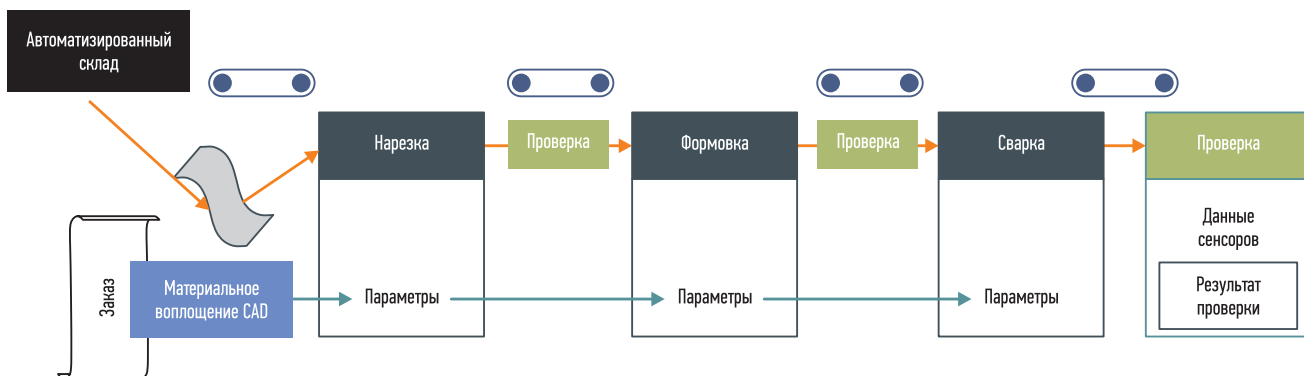 Автоматизированный
склад
Нарезка
Проверка
Формовка
Проверка
Сварка
Проверка
Данные
сенсоров
Заказ
Материальное
воплощение CAD
Параметры
Параметры
Параметры
Результат
проверки